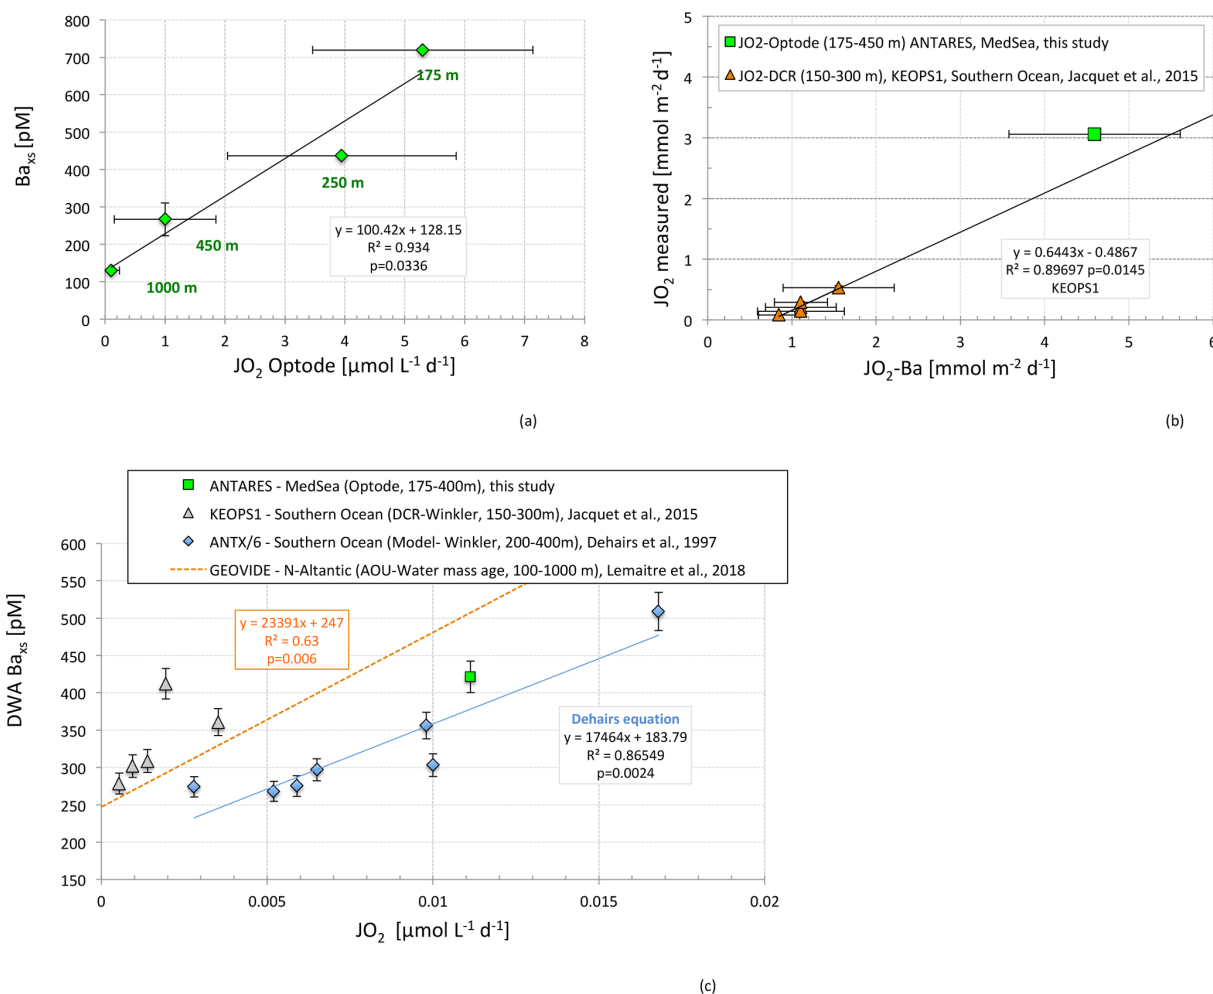 800
700
600
500
400
300
200
100
0
Ba_xs [pM]
175 m
250 m
450 m
1000 m
y = 100.42x + 128.15
R² = 0.934
p=0.0336
0 1 2 3 4 5 6 7 8
JO₂ Optode [µmol L⁻¹ d⁻¹]
(a)
5
4
3
2
1
0
JO₂ measured [mmol m⁻² d⁻¹]
JO2-Optode (175-450 m) ANTARES, MedSea, this study
JO2-DCR (150-300 m), KEOPS1, Southern Ocean, Jacquet et al., 2015
y = 0.6443x - 0.4867
R² = 0.89697 p=0.0145
KEOPS1
0 1 2 3 4 5 6
JO₂-Ba [mmol m⁻² d⁻¹]
(b)
ANTARES - MedSea (Optode, 175-400m), this study
KEOPS1 - Southern Ocean (DCR-Winkler, 150-300m), Jacquet et al., 2015
ANTX/6 - Southern Ocean (Model- Winkler, 200-400m), Dehairs et al., 1997
GEOVIDE - N-Altantic (AOU-Water mass age, 100-1000 m), Lemaitre et al., 2018
600
550
500
450
400
350
300
250
200
150
DWA Ba_xs [pM]
y = 23391x + 247
R² = 0.63
p=0.006
Dehairs equation
y = 17464x + 183.79
R² = 0.86549
p=0.0024
0 0.005 0.01 0.015 0.02
JO₂ [µmol L⁻¹ d⁻¹]
(c)